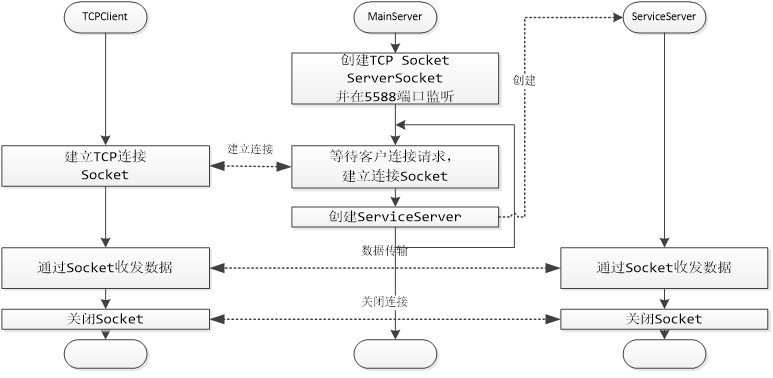 TCPClient
MainServer
ServiceServer
创建TCP Socket
ServerSocket
并在5588端口监听
创建
建立TCP连接
Socket
建立连接
等待客户连接请求，
建立连接Socket
创建ServiceServer
数据传输
通过Socket收发数据
通过Socket收发数据
关闭连接
关闭Socket
关闭Socket